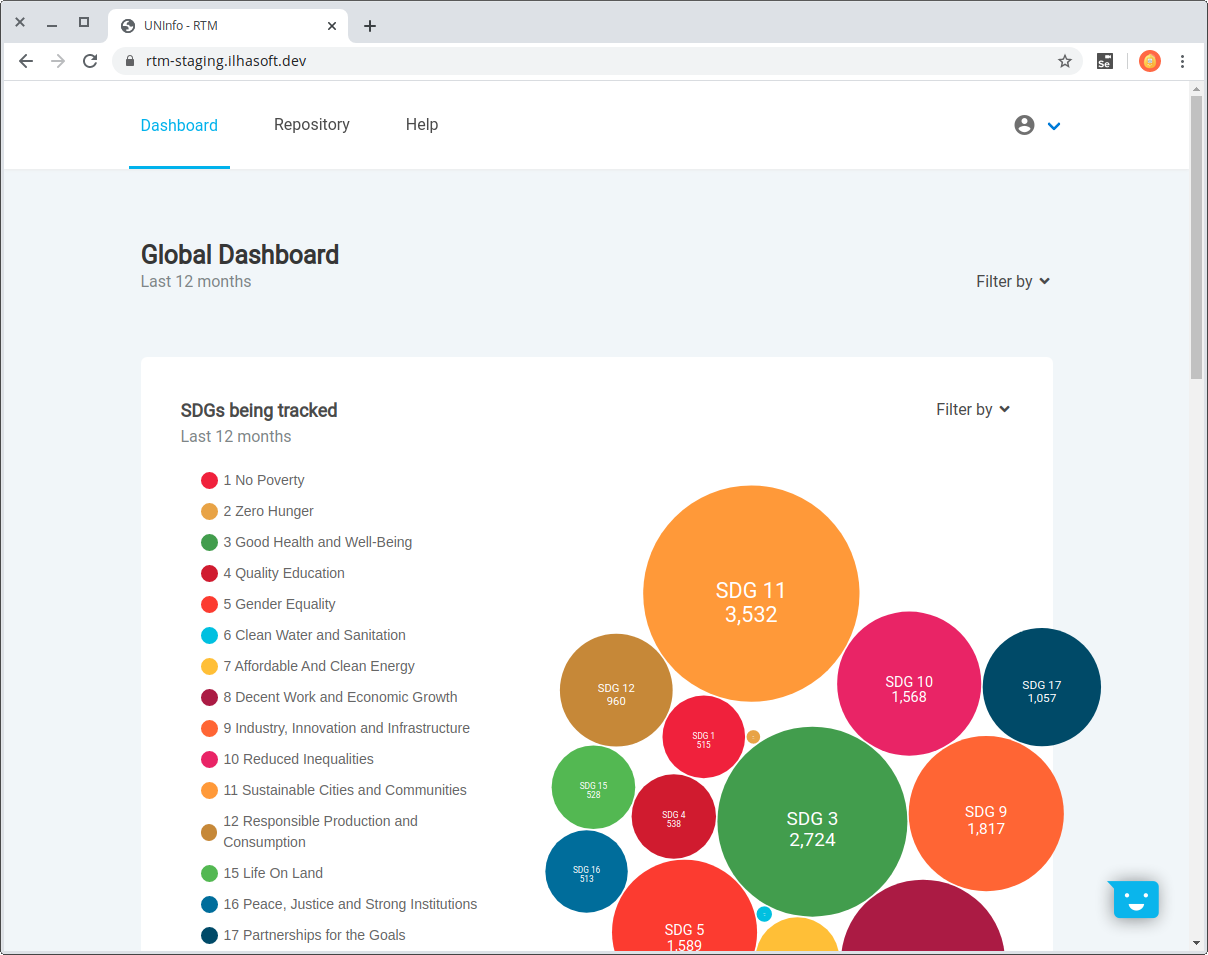 UNInfo - RTM
rtm-staging.ilhasoft.dev
Se
Dashboard
Repository
Help
Global Dashboard
Last 12 months
Filter by
SDGs being tracked
Filter by
Last 12 months
1 No Poverty
2 Zero Hunger
3 Good Health and Well-Being
4 Quality Education
5 Gender Equality
6 Clean Water and Sanitation
7 Affordable And Clean Energy
8 Decent Work and Economic Growth
9 Industry, Innovation and Infrastructure
10 Reduced Inequalities
11 Sustainable Cities and Communities
12 Responsible Production and
Consumption
15 Life On Land
16 Peace, Justice and Strong Institutions
17 Partnerships for the Goals
SDG 11
3,532
SDG 12
960
SDG 10
1,568
SDG 17
1,057
SDG 1
515
SDG 15
528
SDG 4
538
SDG 3
2,724
SDG 9
1,817
SDG 16
513
SDG 5
1,589